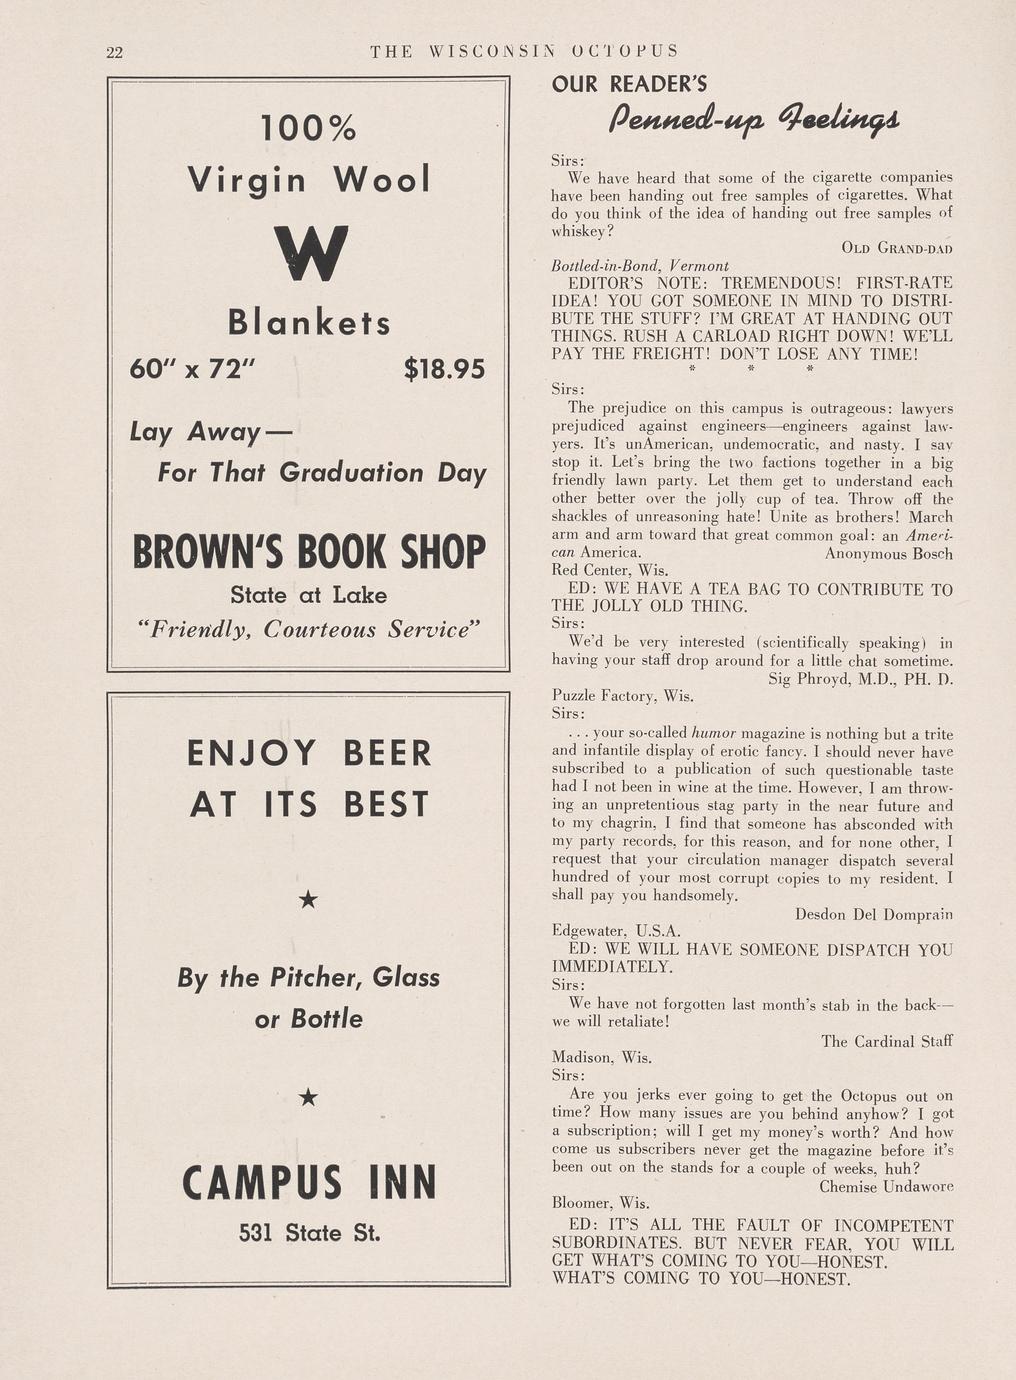 22
THE WISCONSIN OCTOPUS
100%
Virgin Wool
W
Blankets
60" x 72" $18.95
Lay Away—
For That Graduation Day
BROWN'S BOOK SHOP
State at Lake
"Friendly, Courteous Service"
ENJOY BEER
AT ITS BEST
★
By the Pitcher, Glass
or Bottle
★
CAMPUS INN
531 State St.
OUR READER'S
Penned-up Feelings
Sirs:
We have heard that some of the cigarette companies
have been handing out free samples of cigarettes. What
do you think of the idea of handing out free samples of
whiskey?
OLD GRAND-DAD
Bottled-in-Bond, Vermont
EDITOR'S NOTE: TREMENDOUS! FIRST-RATE
IDEA! YOU GOT SOMEONE IN MIND TO DISTRI-
BUTE THE STUFF? I'M GREAT AT HANDING OUT
THINGS. RUSH A CARLOAD RIGHT DOWN! WE'LL
PAY THE FREIGHT! DON'T LOSE ANY TIME!
* * *
Sirs:
The prejudice on this campus is outrageous: lawyers
prejudiced against engineers—engineers against law-
yers. It's unAmerican, undemocratic, and nasty. I say
stop it. Let's bring the two factions together in a big
friendly lawn party. Let them get to understand each
other better over the jolly cup of tea. Throw off the
shackles of unreasoning hate! Unite as brothers! March
arm and arm toward that great common goal: an Ameri-
can America. Anonymous Bosch
Red Center, Wis.
ED: WE HAVE A TEA BAG TO CONTRIBUTE TO
THE JOLLY OLD THING.
Sirs:
We'd be very interested (scientifically speaking) in
having your staff drop around for a little chat sometime.
Sig Phroyd, M.D., PH. D.
Puzzle Factory, Wis.
Sirs:
. . . your so-called humor magazine is nothing but a trite
and infantile display of erotic fancy. I should never have
subscribed to a publication of such questionable taste
had I not been in wine at the time. However, I am throw-
ing an unpretentious stag party in the near future and
to my chagrin, I find that someone has absconded with
my party records, for this reason, and for none other, I
request that your circulation manager dispatch several
hundred of your most corrupt copies to my resident. I
shall pay you handsomely.
Desdon Del Domprain
Edgewater, U.S.A.
ED: WE WILL HAVE SOMEONE DISPATCH YOU
IMMEDIATELY.
Sirs:
We have not forgotten last month's stab in the back—
we will retaliate!
The Cardinal Staff
Madison, Wis.
Sirs:
Are you jerks ever going to get the Octopus out on
time? How many issues are you behind anyhow? I got
a subscription; will I get my money's worth? And how
come us subscribers never get the magazine before it's
been out on the stands for a couple of weeks, huh?
Chemise Undawore
Bloomer, Wis.
ED: IT'S ALL THE FAULT OF INCOMPETENT
SUBORDINATES. BUT NEVER FEAR, YOU WILL
GET WHAT'S COMING TO YOU—HONEST.
WHAT'S COMING TO YOU—HONEST.